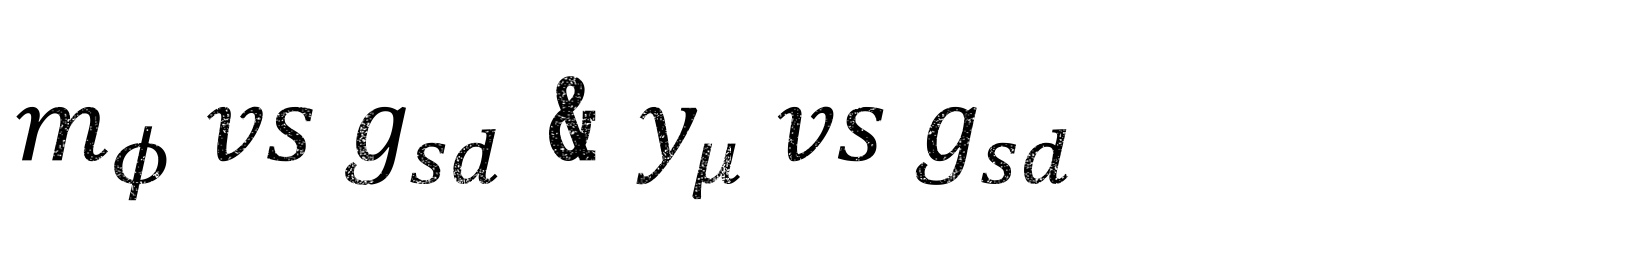 m_ϕ vs g_sd & y_μ vs g_sd